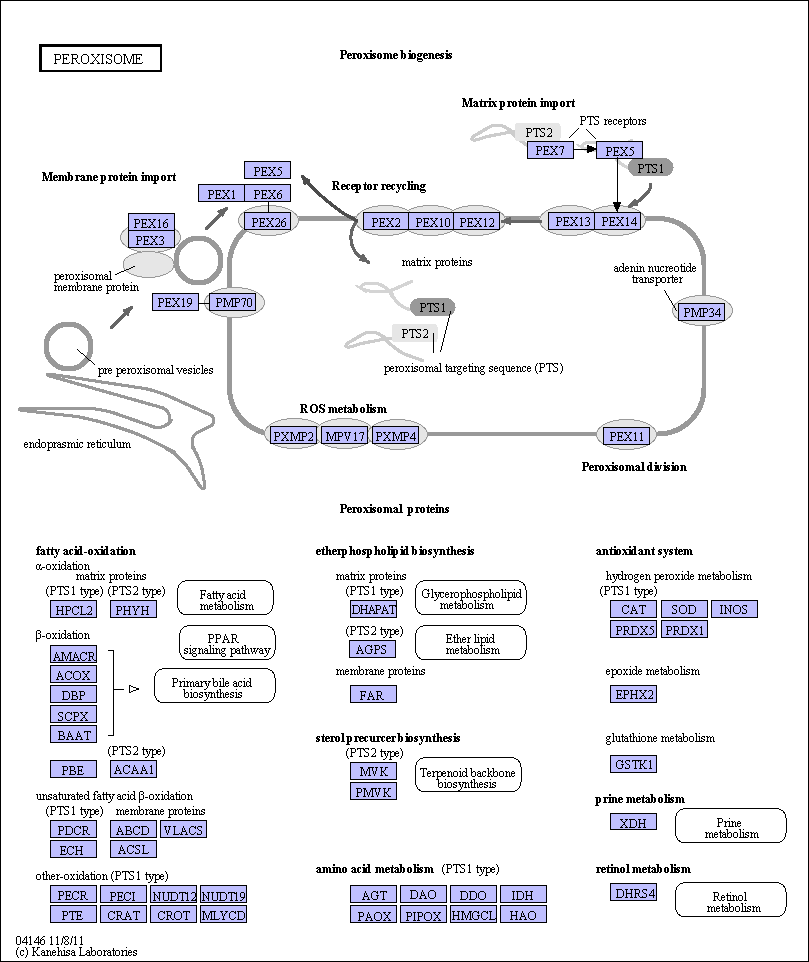 PEROXISOME
Peroxisome biogenesis
Matrix protein import
PTS2
PTS receptors
PEX7
PEX5
PTS1
Membrane protein import
PEX5
PEX1
PEX6
Receptor recycling
PEX16
PEX3
PEX26
PEX2
PEX10
PEX12
PEX13
PEX14
peroxisomal
membrane protein
matrix proteins
adenin nucreotide
transporter
PEX19
PMP70
PTS1
PMP34
PTS2
pre peroxisomal vesicles
peroxisomal targeting sequence (PTS)
ROS metabolism
endoprasmic reticulum
PXMP2
MPV17
PXMP4
PEX11
Peroxisomal division
Peroxisomal proteins
fatty acid-oxidation
α-oxidation
matrix proteins
(PTS1 type)
(PTS2 type)
HPCL2
PHYH
Fatty acid
metabolism
β-oxidation
PPAR
signaling pathway
AMACR
ACOX
DBP
SCPX
BAAT
Primary bile acid
biosynthesis
(PTS2 type)
PBE
ACAA1
unsaturated fatty acid β-oxidation
(PTS1 type)
membrane proteins
PDCR
ABCD
VLACS
ECH
ACSL
other-oxidation (PTS1 type)
PECR
PECI
NUDT12
NUDT19
PTE
CRAT
CROT
MLYCD
etherphospholipid biosynthesis
matrix proteins
(PTS1 type)
DHAPAT
Glycerophospholipid
metabolism
(PTS2 type)
AGPS
Ether lipid
metabolism
membrane proteins
FAR
sterol precurcer biosynthesis
(PTS2 type)
MVK
PMVK
Terpenoid backbone
biosynthesis
amino acid metabolism (PTS1 type)
AGT
DAO
DDO
IDH
PAOX
PIPOX
HMGCL
HAO
antioxidant system
hydrogen peroxide metabolism
(PTS1 type)
CAT
SOD
INOS
PRDX5
PRDX1
epoxide metabolism
EPHX2
glutathione metabolism
GSTK1
prine metabolism
XDH
Prine
metabolism
retinol metabolism
DHRS4
Retinol
metabolism
04146 11/8/11
(c) Kanehisa Laboratories